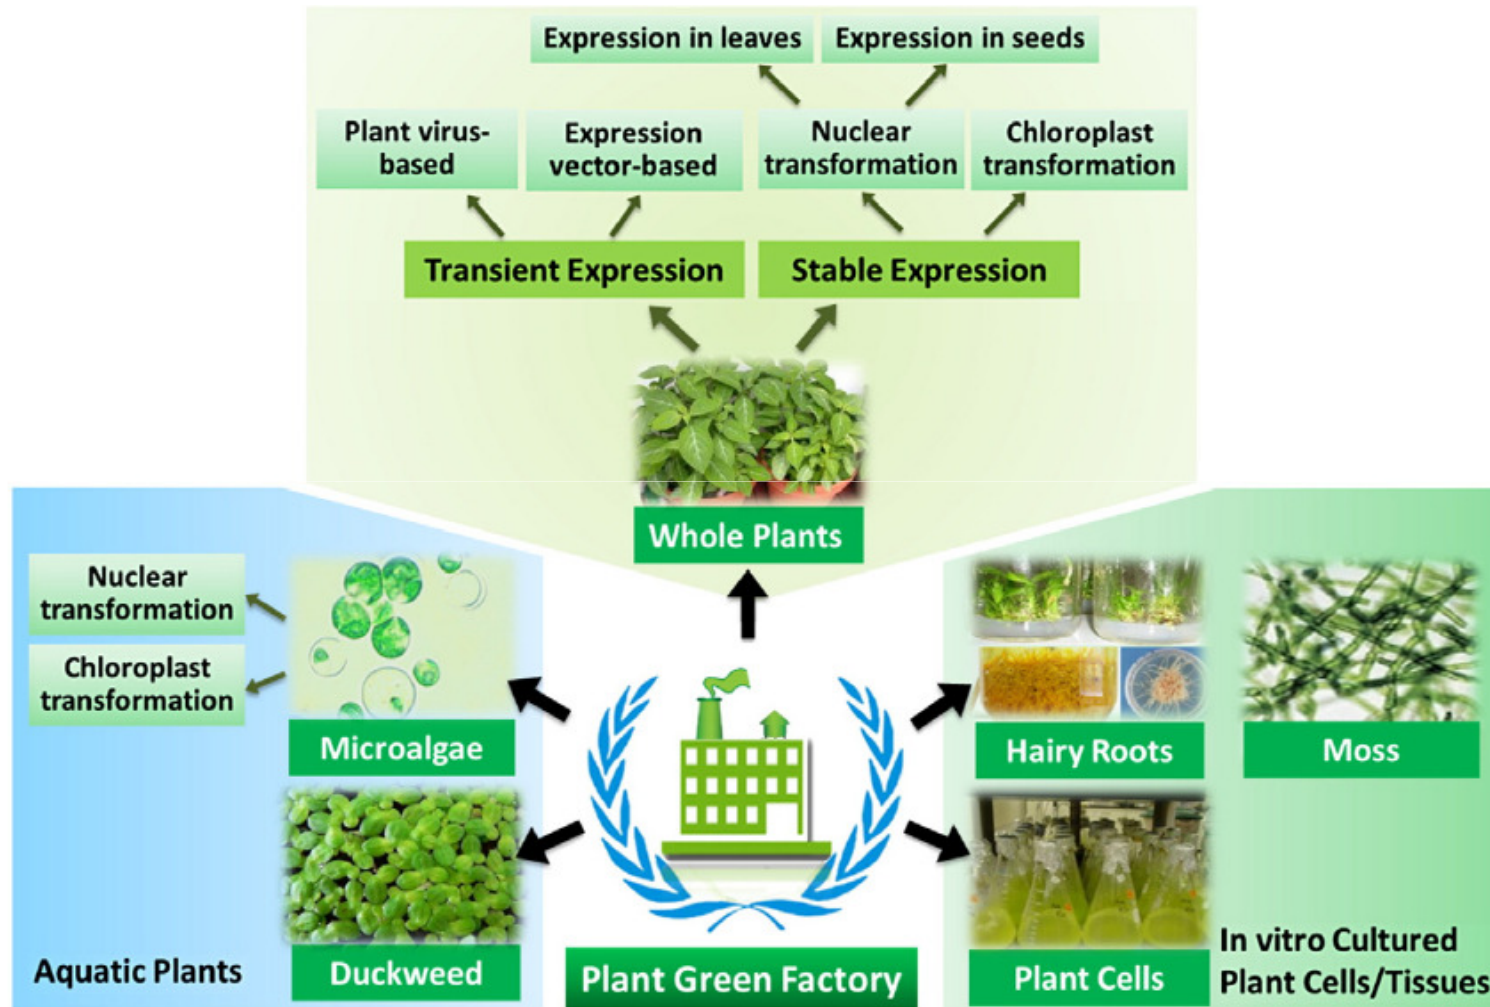 Expression in leaves
Expression in seeds
Plant virus-
based
Expression
vector-based
Nuclear
transformation
Chloroplast
transformation
Transient Expression
Stable Expression
Whole Plants
Nuclear
transformation
Chloroplast
transformation
Microalgae
Duckweed
Aquatic Plants
Plant Green Factory
Hairy Roots
Moss
Plant Cells
In vitro Cultured
Plant Cells/Tissues